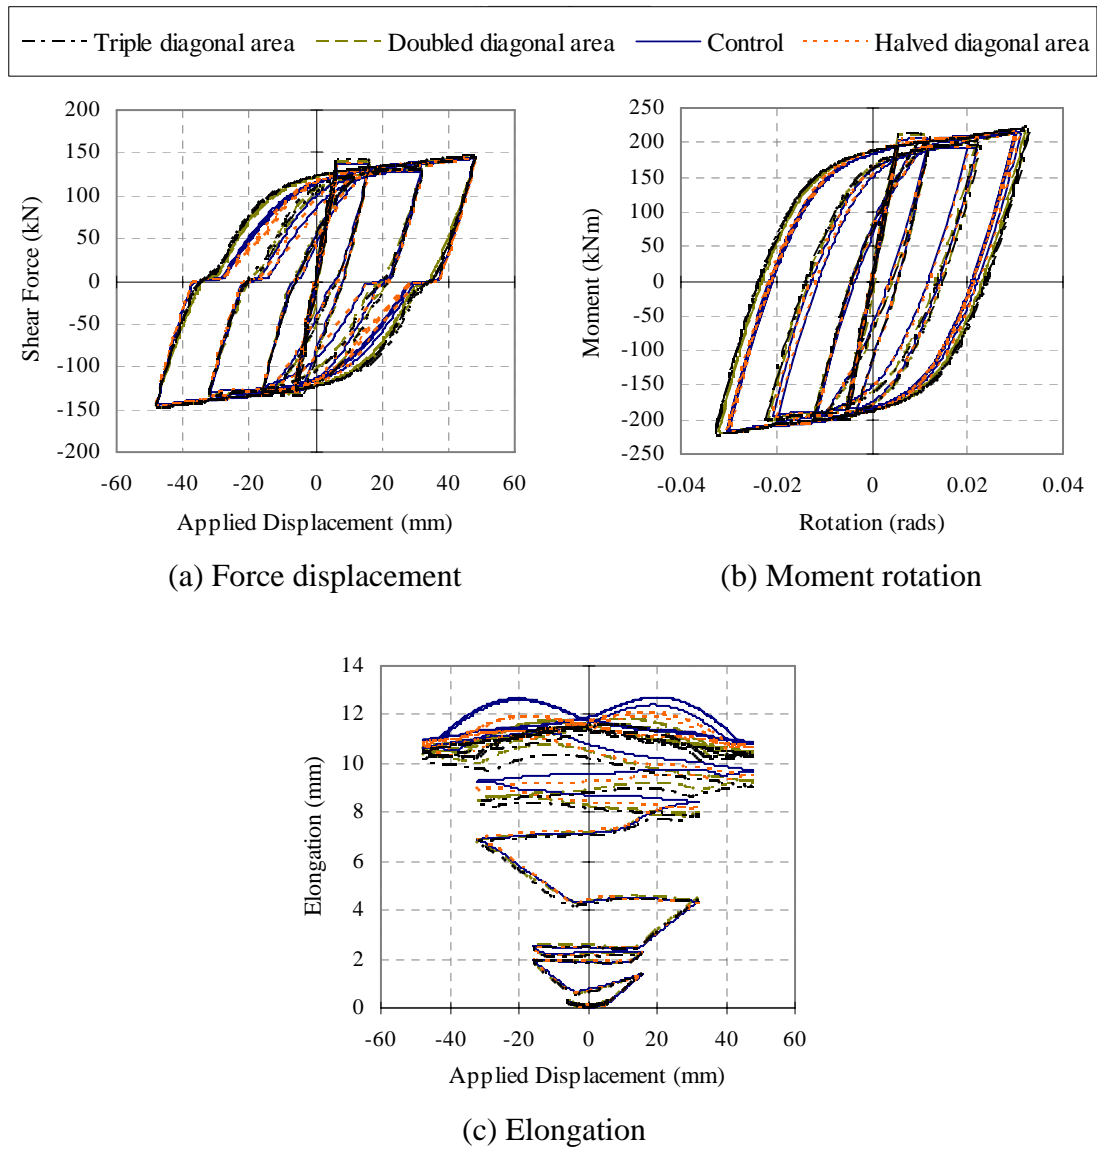 Triple diagonal area Doubled diagonal area Control Halved diagonal area
200
150
100
50
0
-50
-100
-150
-200
Shear Force (kN)
-60 -40 -20 0 20 40 60
Applied Displacement (mm)
(a) Force displacement
250
200
150
100
50
0
-50
-100
-150
-200
-250
Moment (kNm)
-0.04 -0.02 0 0.02 0.04
Rotation (rads)
(b) Moment rotation
14
12
10
8
6
4
2
0
Elongation (mm)
-60 -40 -20 0 20 40 60
Applied Displacement (mm)
(c) Elongation